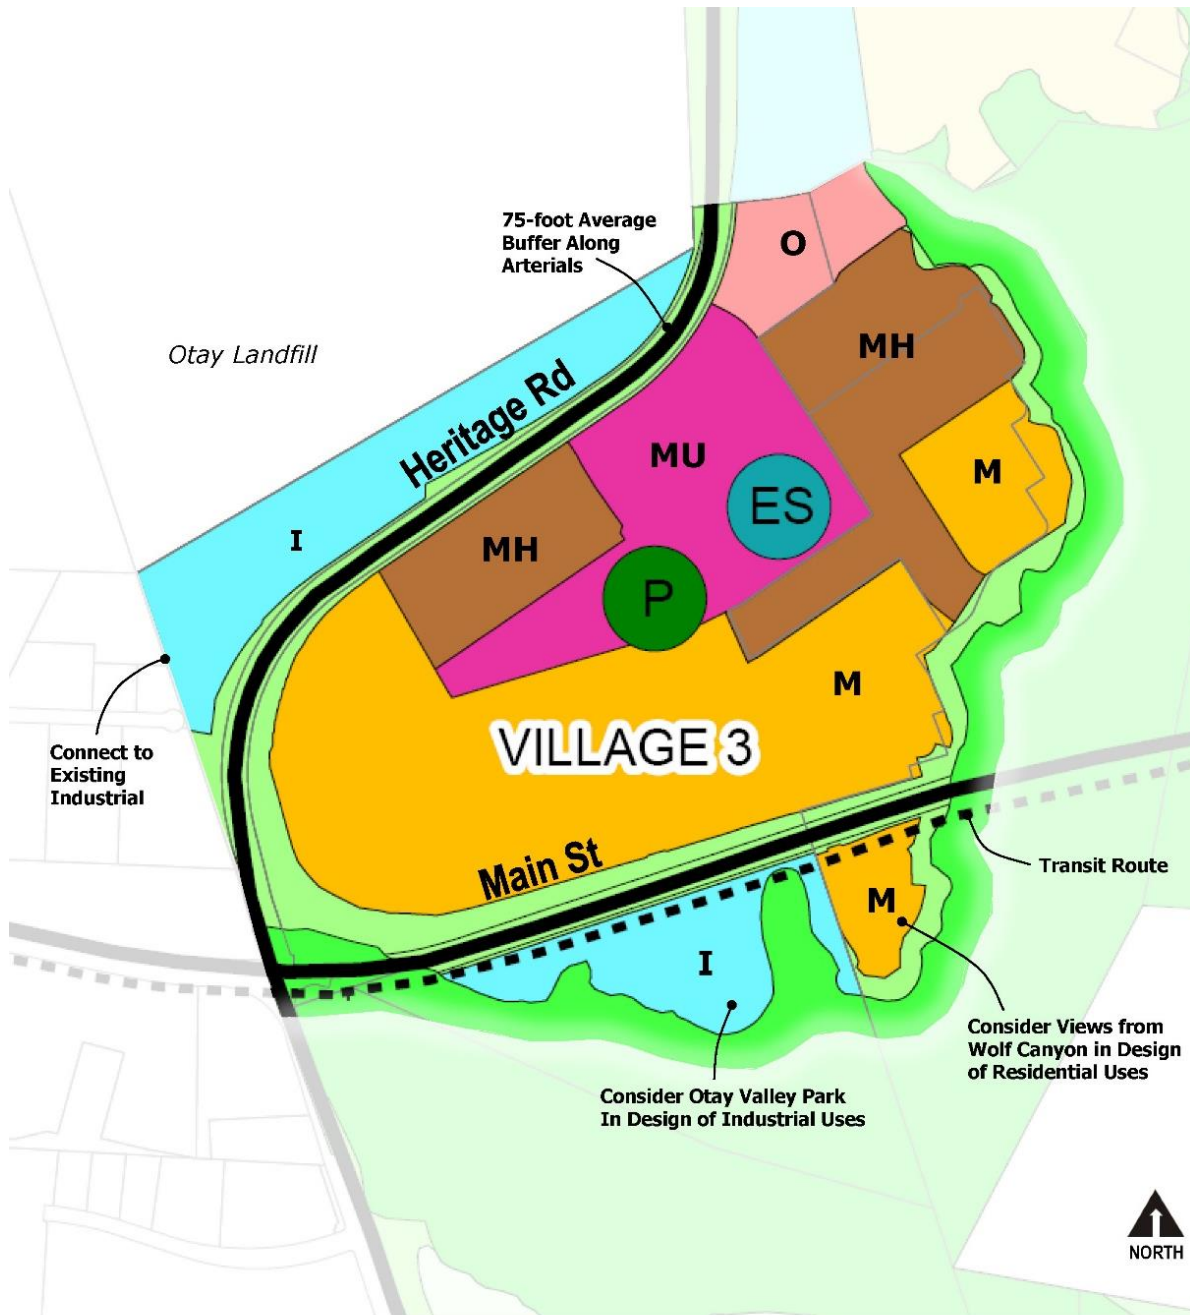 75-foot Average
Buffer Along
Arterials
O
Otay Landfill
MH
Heritage Rd
MU
M
ES
I
MH
P
M
VILLAGE 3
Connect to
Existing
Industrial
Main St
Transit Route
M
I
Consider Views from
Wolf Canyon in Design
of Residential Uses
Consider Otay Valley Park
In Design of Industrial Uses
NORTH